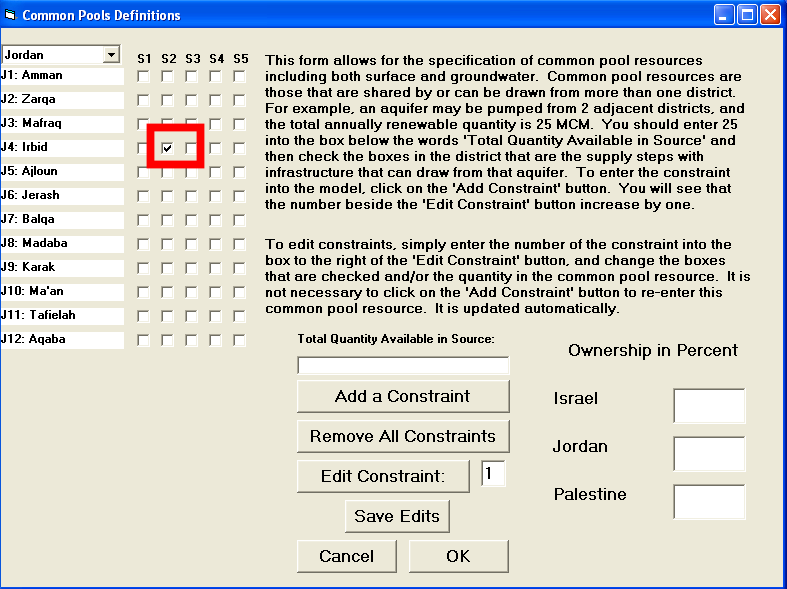 Common Pools Definitions
Jordan
S1 S2 S3 S4 S5
J1: Amman
J2: Zarqa
J3: Mafraq
J4: Irbid
J5: Ajloun
J6: Jerash
J7: Balqa
J8: Madaba
J9: Karak
J10: Ma'an
J11: Tafielah
J12: Aqaba
This form allows for the specification of common pool resources
including both surface and groundwater. Common pool resources are
those that are shared by or can be drawn from more than one district.
For example, an aquifer may be pumped from 2 adjacent districts, and
the total annually renewable quantity is 25 MCM. You should enter 25
into the box below the words 'Total Quantity Available in Source' and
then check the boxes in the district that are the supply steps with
infrastructure that can draw from that aquifer. To enter the constraint
into the model, click on the 'Add Constraint' button. You will see that
the number beside the 'Edit Constraint' button increase by one.
To edit constraints, simply enter the number of the constraint into the
box to the right of the 'Edit Constraint' button, and change the boxes
that are checked and/or the quantity in the common pool resource. It is
not necessary to click on the 'Add Constraint' button to re-enter this
common pool resource. It is updated automatically.
Total Quantity Available in Source:
Add a Constraint
Remove All Constraints
Edit Constraint: 1
Save Edits
Cancel OK
Ownership in Percent
Israel
Jordan
Palestine